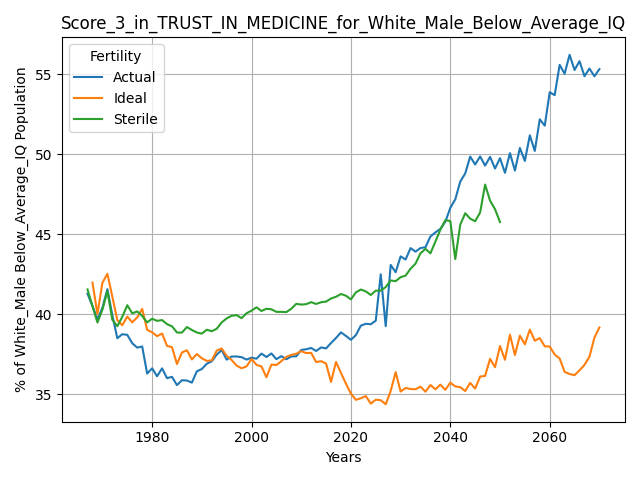 Score_3_in_TRUST_IN_MEDICINE_for_White_Male_Below_Average_IQ
Fertility
Actual
Ideal
Sterile
% of White_Male Below_Average_IQ Population
55
50
45
40
35
1980
2000
2020
2040
2060
Years